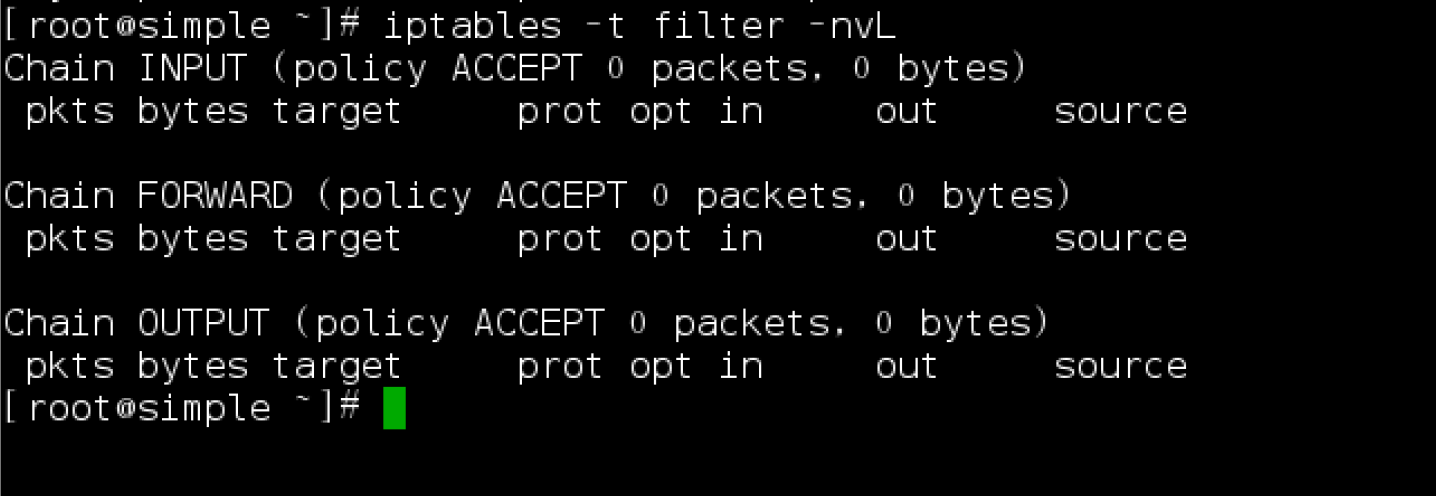 [root@simple ~]# iptables -t filter -nvL
Chain INPUT (policy ACCEPT 0 packets, 0 bytes)
 pkts bytes target     prot opt in     out     source
Chain FORWARD (policy ACCEPT 0 packets, 0 bytes)
 pkts bytes target     prot opt in     out     source
Chain OUTPUT (policy ACCEPT 0 packets, 0 bytes)
 pkts bytes target     prot opt in     out     source
[root@simple ~]#